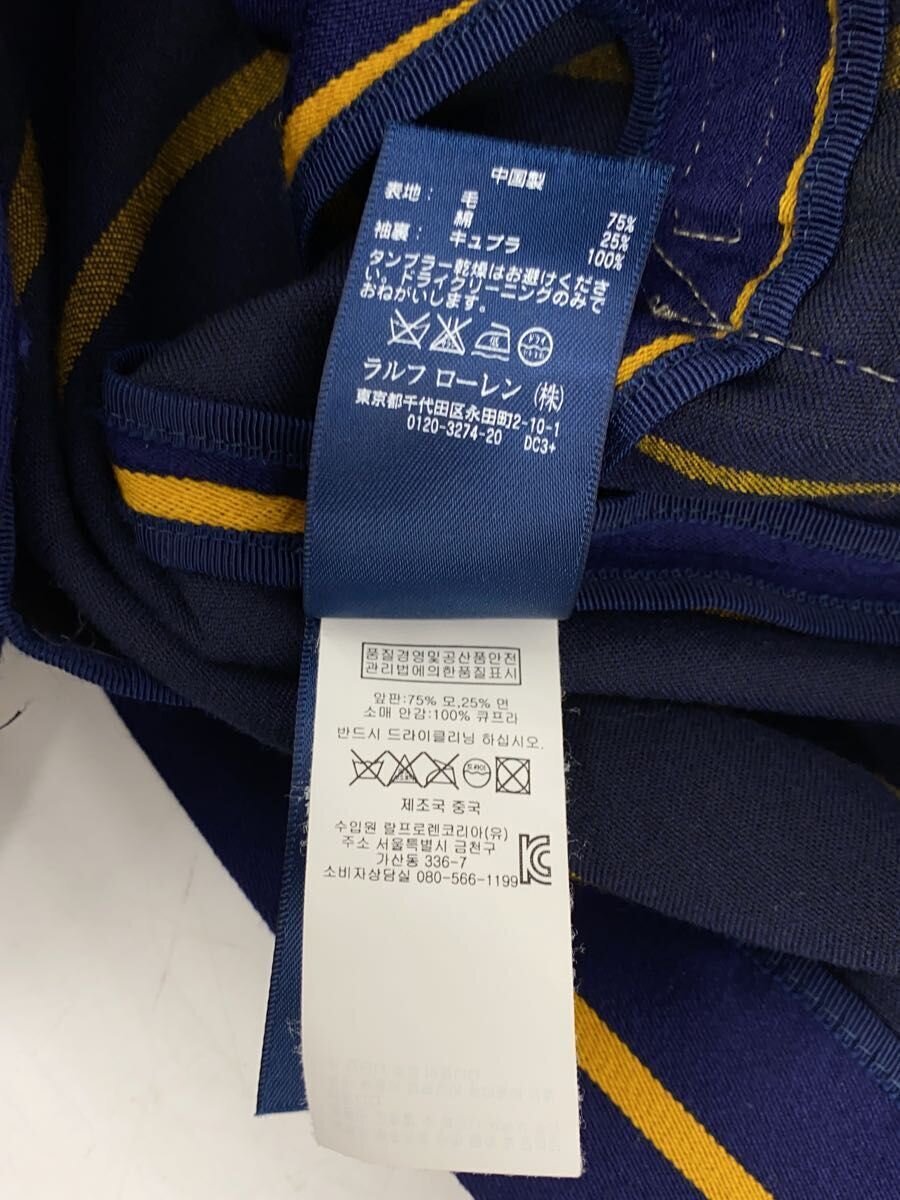 中国製
表地： 毛 75%
綿 25%
袖裏： キュプラ 100%
タンブラー乾燥はお避けくださ
い/ドライクリーニングのみで
おねがいします。
ドライ
ラルフ ローレン (株)
東京都千代田区永田町2-10-1
0120-3274-20 DC3+
품질경영및공산품안전
관리법에의한품질표시
앞판:75% 모,25% 면
소매 안감:100% 큐프라
반드시 드라이클리닝 하십시오.
드라이
제조국 중국
수입원 랄프로렌코리아(유)
주소 서울특별시 금천구
가산동 336-7
소비자상담실 080-566-1199